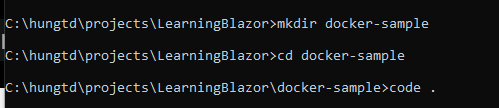 C:\hungtd\projects\LearningBlazor>mkdir docker-sample
C:\hungtd\projects\LearningBlazor>cd docker-sample
C:\hungtd\projects\LearningBlazor\docker-sample>code .